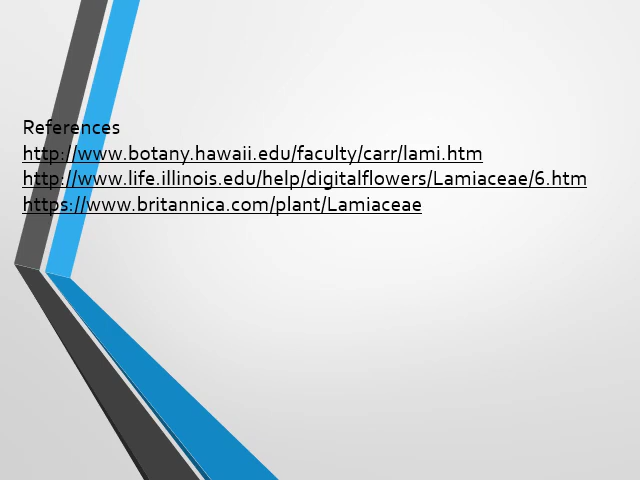 References
http://www.botany.hawaii.edu/faculty/carr/lami.htm
http://www.life.illinois.edu/help/digitalflowers/Lamiaceae/6.htm
https://www.britannica.com/plant/Lamiaceae